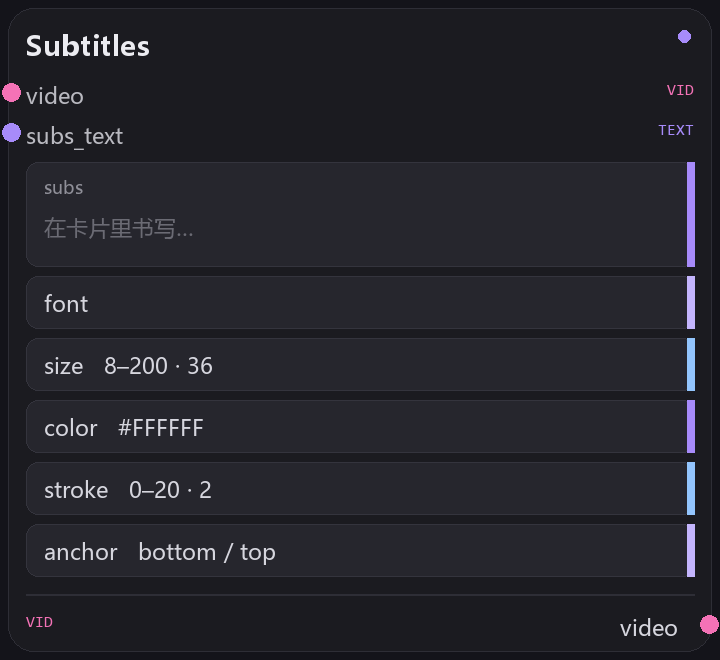 Subtitles
video VID
subs_text TEXT
subs
在卡片里书写...
font
size 8–200 · 36
color #FFFFFF
stroke 0–20 · 2
anchor bottom / top
VID video